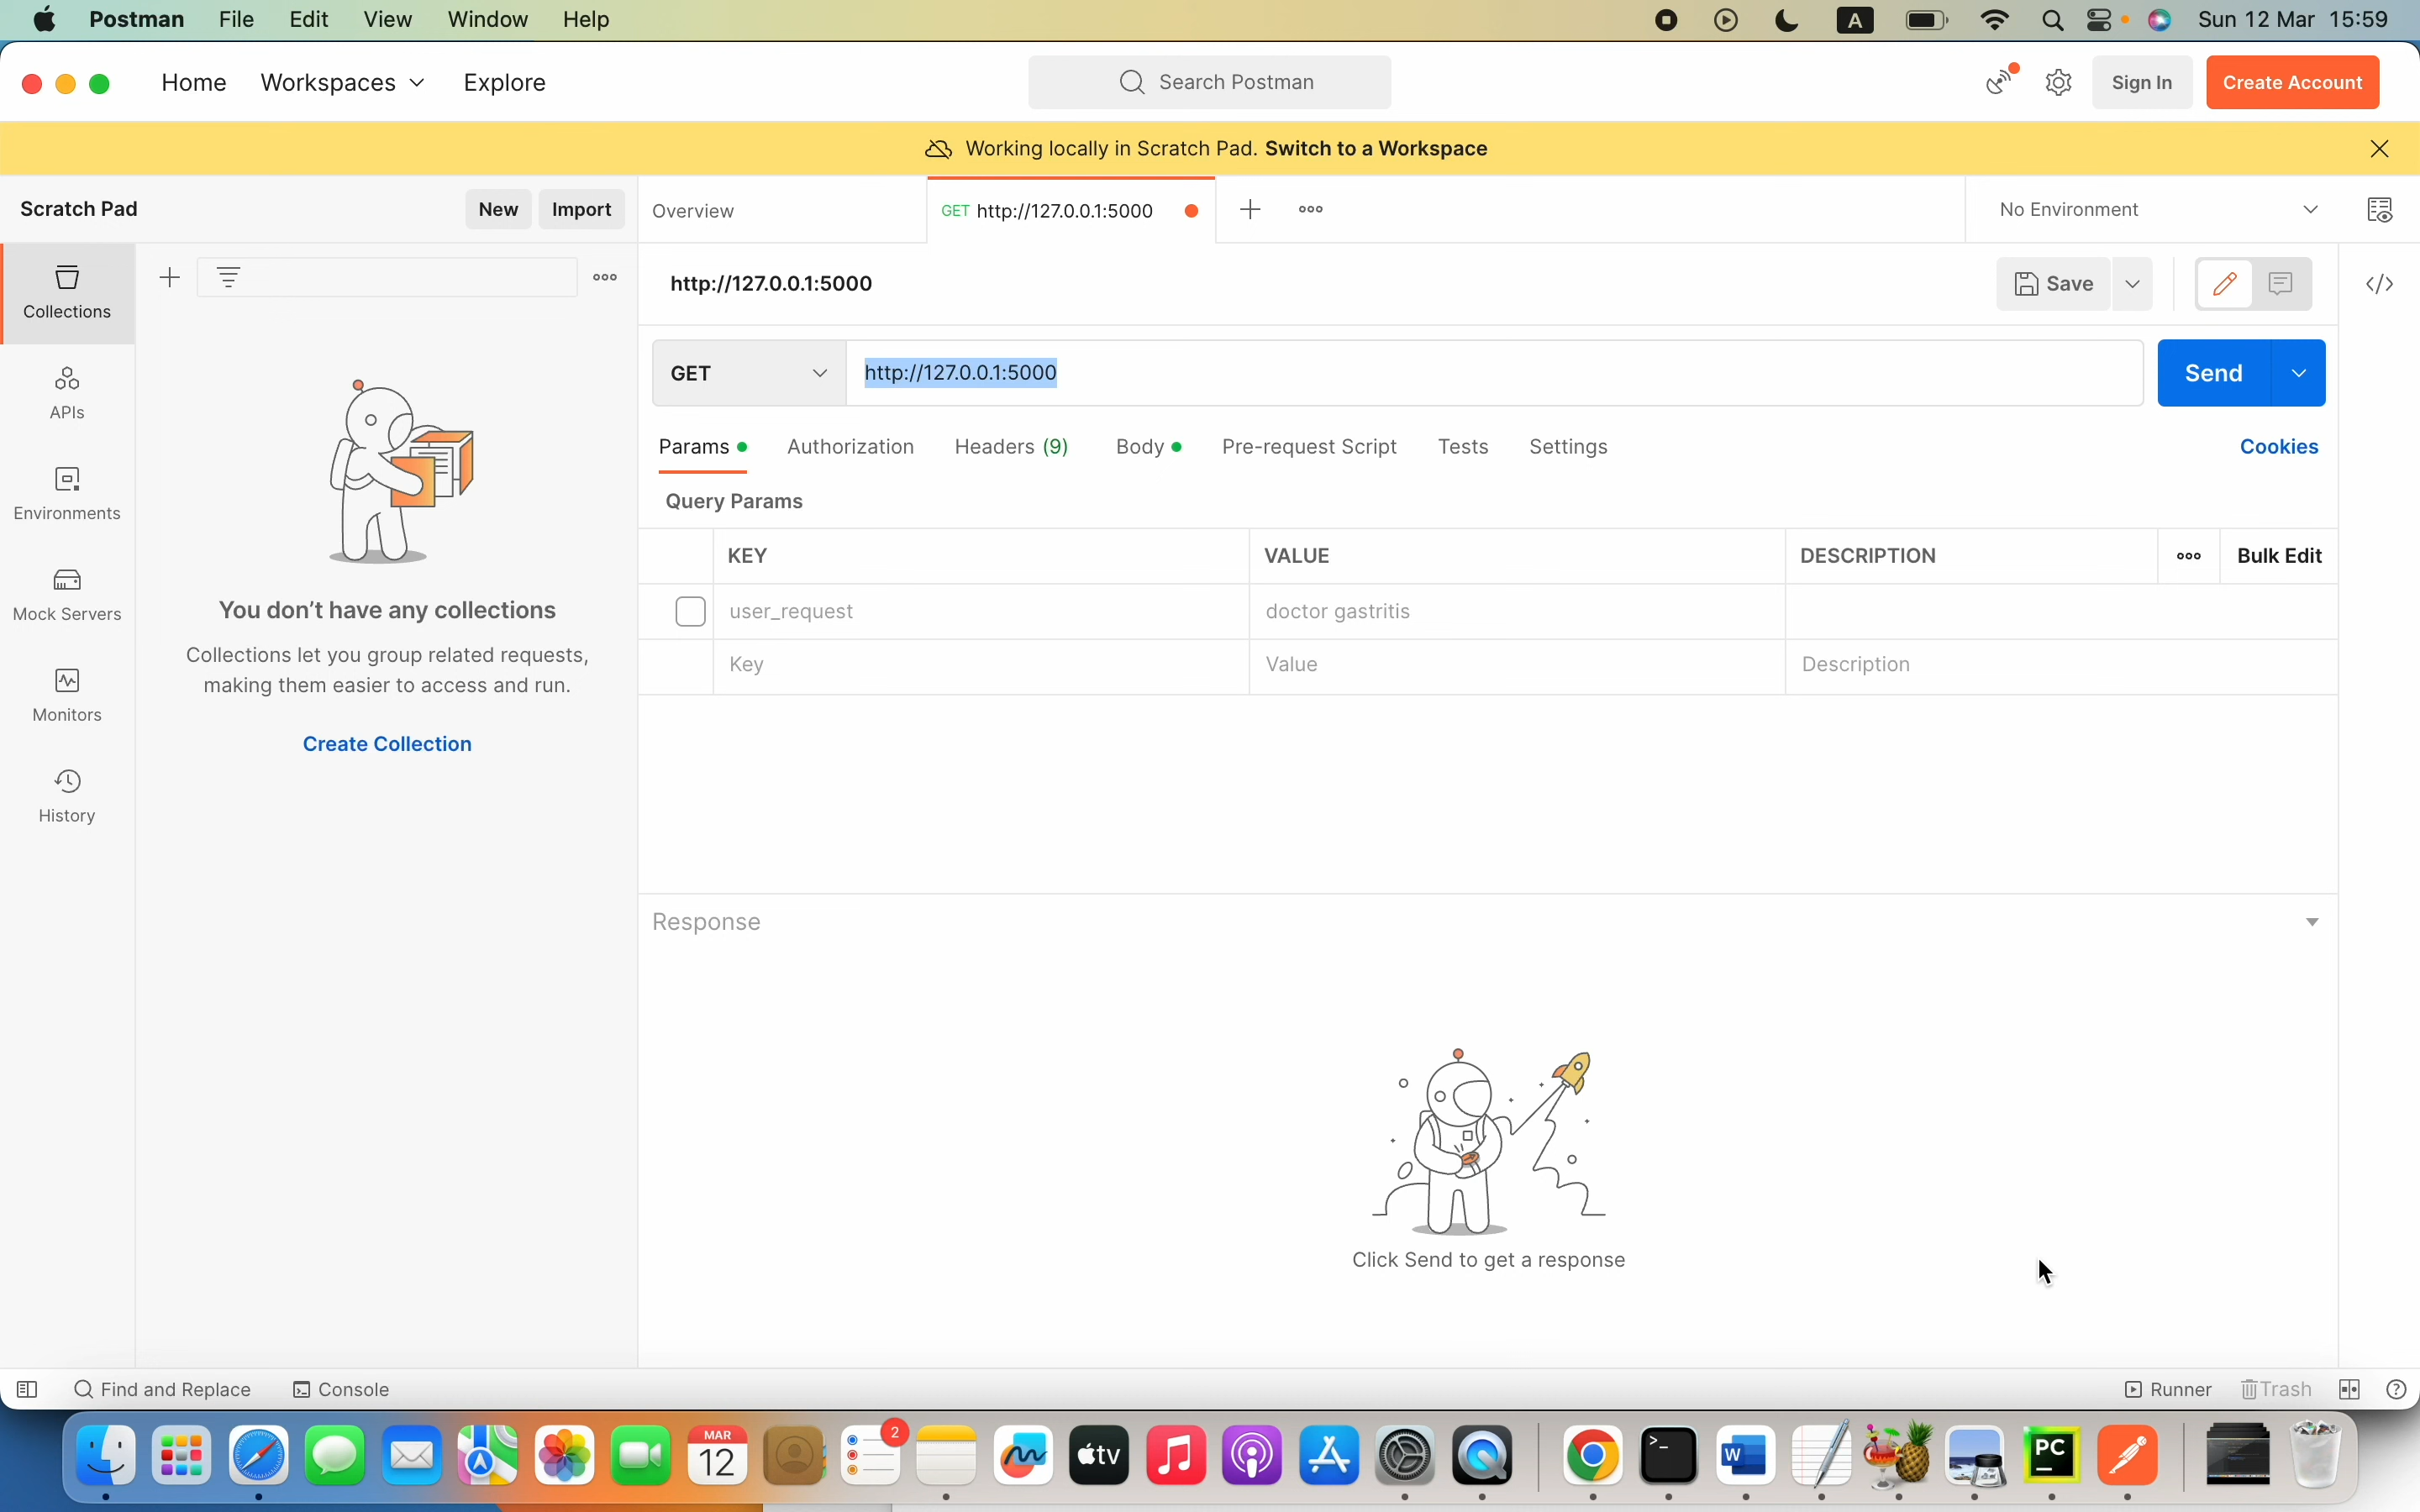 Postman File Edit View Window Help A Sun 12 Mar 15:59
Home Workspaces Explore Search Postman Sign In Create Account
Working locally in Scratch Pad. Switch to a Workspace
Scratch Pad New Import Overview GET http://127.0.0.1:5000 No Environment
Collections
APIs
Environments
Mock Servers
Monitors
History
You don't have any collections
Collections let you group related requests,
making them easier to access and run.
Create Collection
http://127.0.0.1:5000 Save
GET http://127.0.0.1:5000 Send
Params Authorization Headers (9) Body Pre-request Script Tests Settings Cookies
Query Params
KEY VALUE DESCRIPTION Bulk Edit
user_request doctor gastritis
Key Value Description
Response
Click Send to get a response
Find and Replace Console Runner Trash
MAR 2
12 tv W PC